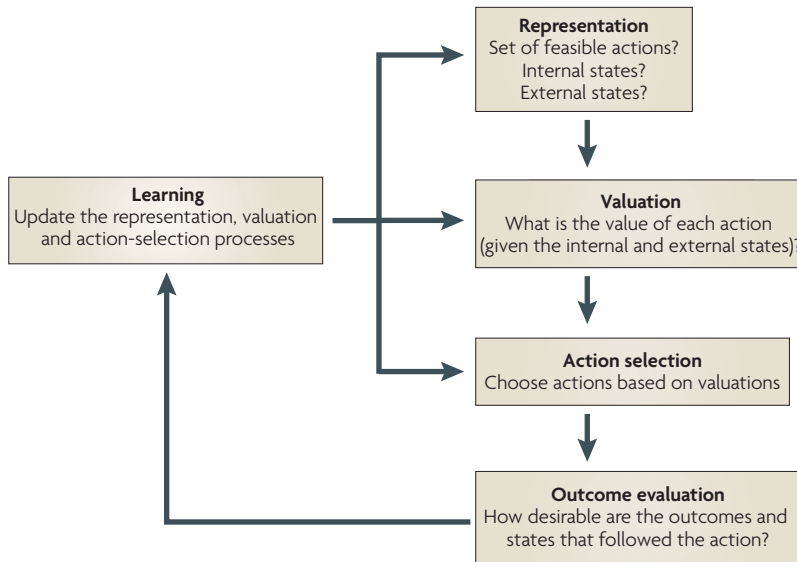 Representation
Set of feasible actions?
Internal states?
External states?
Learning
Update the representation, valuation
and action-selection processes
Valuation
What is the value of each action
(given the internal and external states)?
Action selection
Choose actions based on valuations
Outcome evaluation
How desirable are the outcomes and
states that followed the action?